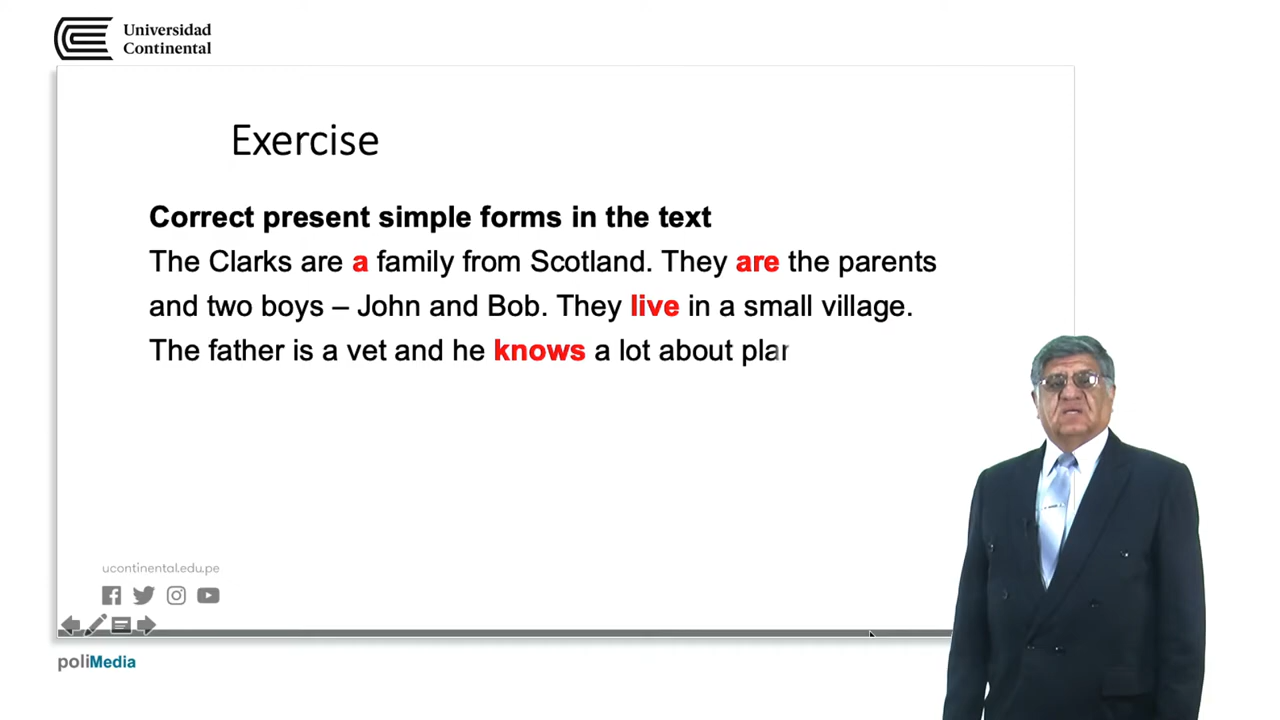 Universidad
Continental
Exercise
Correct present simple forms in the text
The Clarks are a family from Scotland. They are the parents
and two boys – John and Bob. They live in a small village.
The father is a vet and he knows a lot about
ucontinental.edu.pe
poliMedia